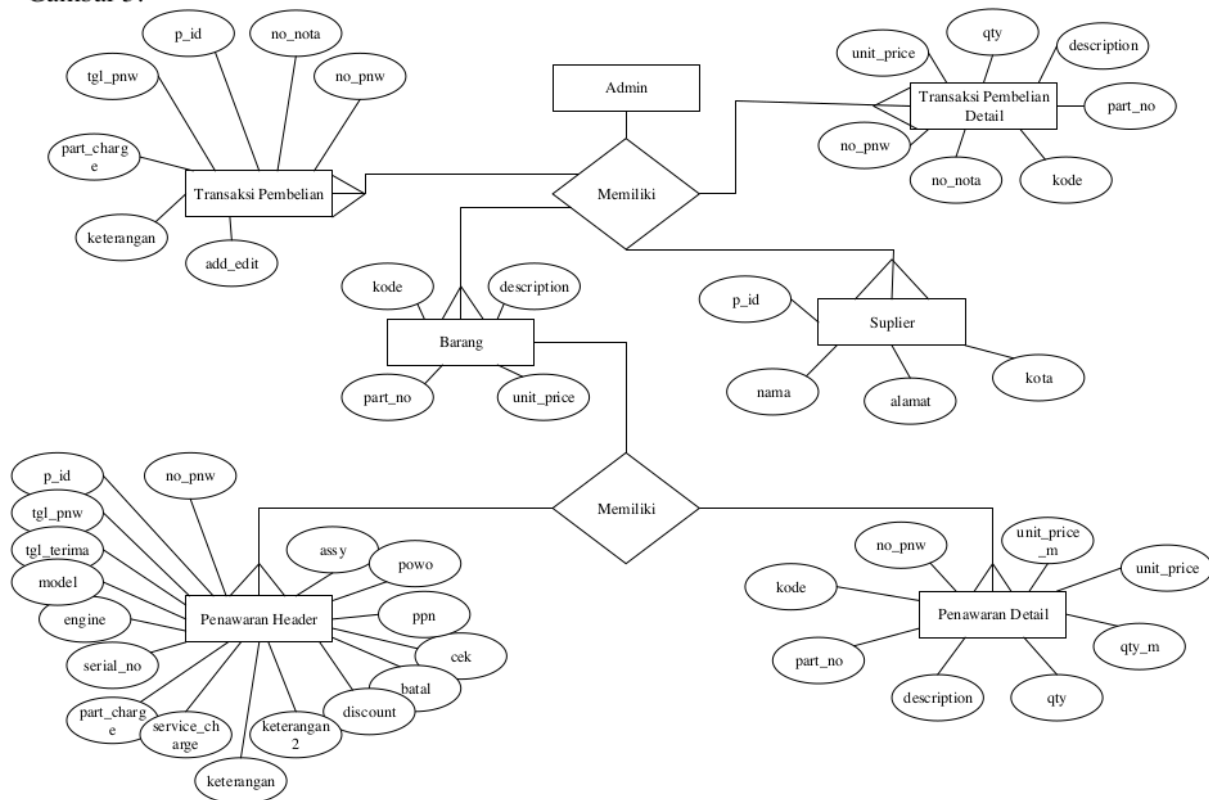 Gambar 3.
p_id
no_nota
tgl_pnw
no_pnw
part_charg
e
Transaksi Pembelian
keterangan
add_edit
Admin
Memiliki
qty
unit_price
description
Transaksi Pembelian
Detail
part_no
no_pnw
no_nota
kode
kode
description
Barang
part_no
unit_price
p_id
Suplier
nama
alamat
kota
Memiliki
p_id
no_pnw
tgl_pnw
tgl_terima
model
engine
serial_no
Penawaran Header
assy
powo
ppn
cek
batal
discount
part_charg
e
service_ch
arge
keterangan
2
keterangan
no_pnw
unit_price
_m
unit_price
kode
Penawaran Detail
part_no
qty_m
description
qty